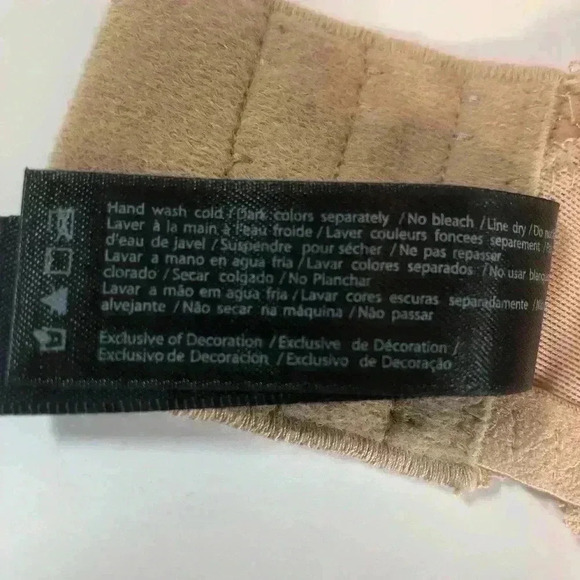 Hand wash cold / Dark colors separately / No bleach / Line dry / Do
Laver à la main à l'eau froide / Laver couleurs foncees separement /
d'eau de javel / Suspendre pour sécher / Ne pas repasser
Lavar a mano en agua fria / Lavar colores separados / No usar
clorado / Secar colgado / No Planchar
Lavar a mão em agua fria / Lavar cores escuras separadamente /
alvejante / Não secar na máquina / Não passar
Exclusive of Decoration / Exclusive de Décoration /
Exclusivo de Decoracion / Exclusivo de Decoração